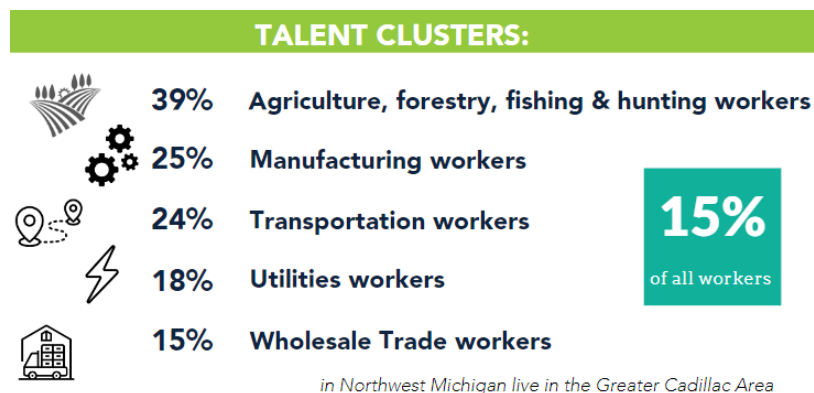 TALENT CLUSTERS:
39% Agriculture, forestry, fishing & hunting workers
25% Manufacturing workers
24% Transportation workers
18% Utilities workers
15% Wholesale Trade workers
15%
of all workers
in Northwest Michigan live in the Greater Cadillac Area